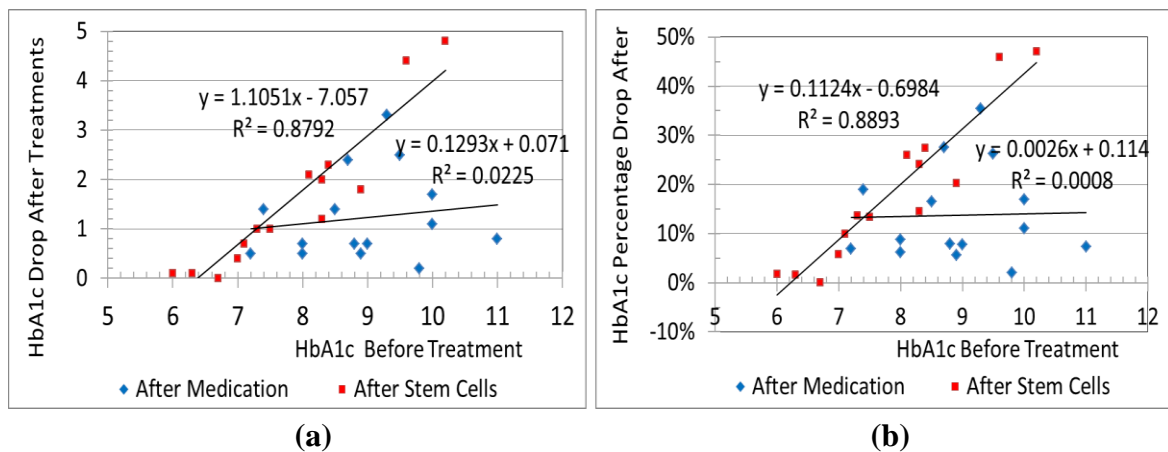 HbA1c Drop After Treatments
5
4
3
2
1
0
y = 1.1051x - 7.057
R² = 0.8792
y = 0.1293x + 0.071
R² = 0.0225
5 6 7 8 9 10 11 12
HbA1c Before Treatment
After Medication After Stem Cells
(a)
HbA1c Percentage Drop After
50%
40%
30%
20%
10%
0%
-10%
y = 0.1124x - 0.6984
R² = 0.8893
y = 0.0026x + 0.114
R² = 0.0008
5 6 7 8 9 10 11 12
HbA1c Before Treatment
After Medication After Stem Cells
(b)